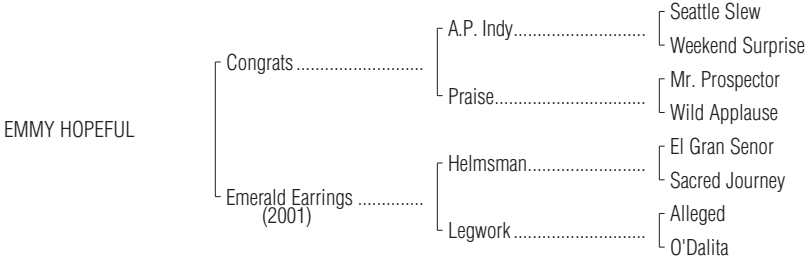 Seattle Slew
A.P. Indy..............................
Weekend Surprise
Congrats ...........................
Mr. Prospector
Praise..................................
Wild Applause
EMMY HOPEFUL
El Gran Senor
Helmsman...........................
Sacred Journey
Emerald Earrings ..............
(2001)
Alleged
Legwork..............................
O'Dalita